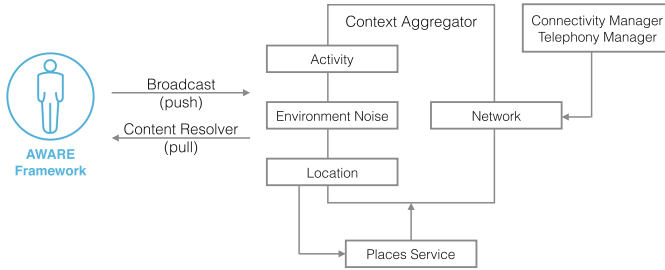 Context Aggregator
Connectivity Manager
Telephony Manager
Activity
Broadcast
(push)
Environment Noise
Network
Content Resolver
(pull)
AWARE
Framework
Location
Places Service